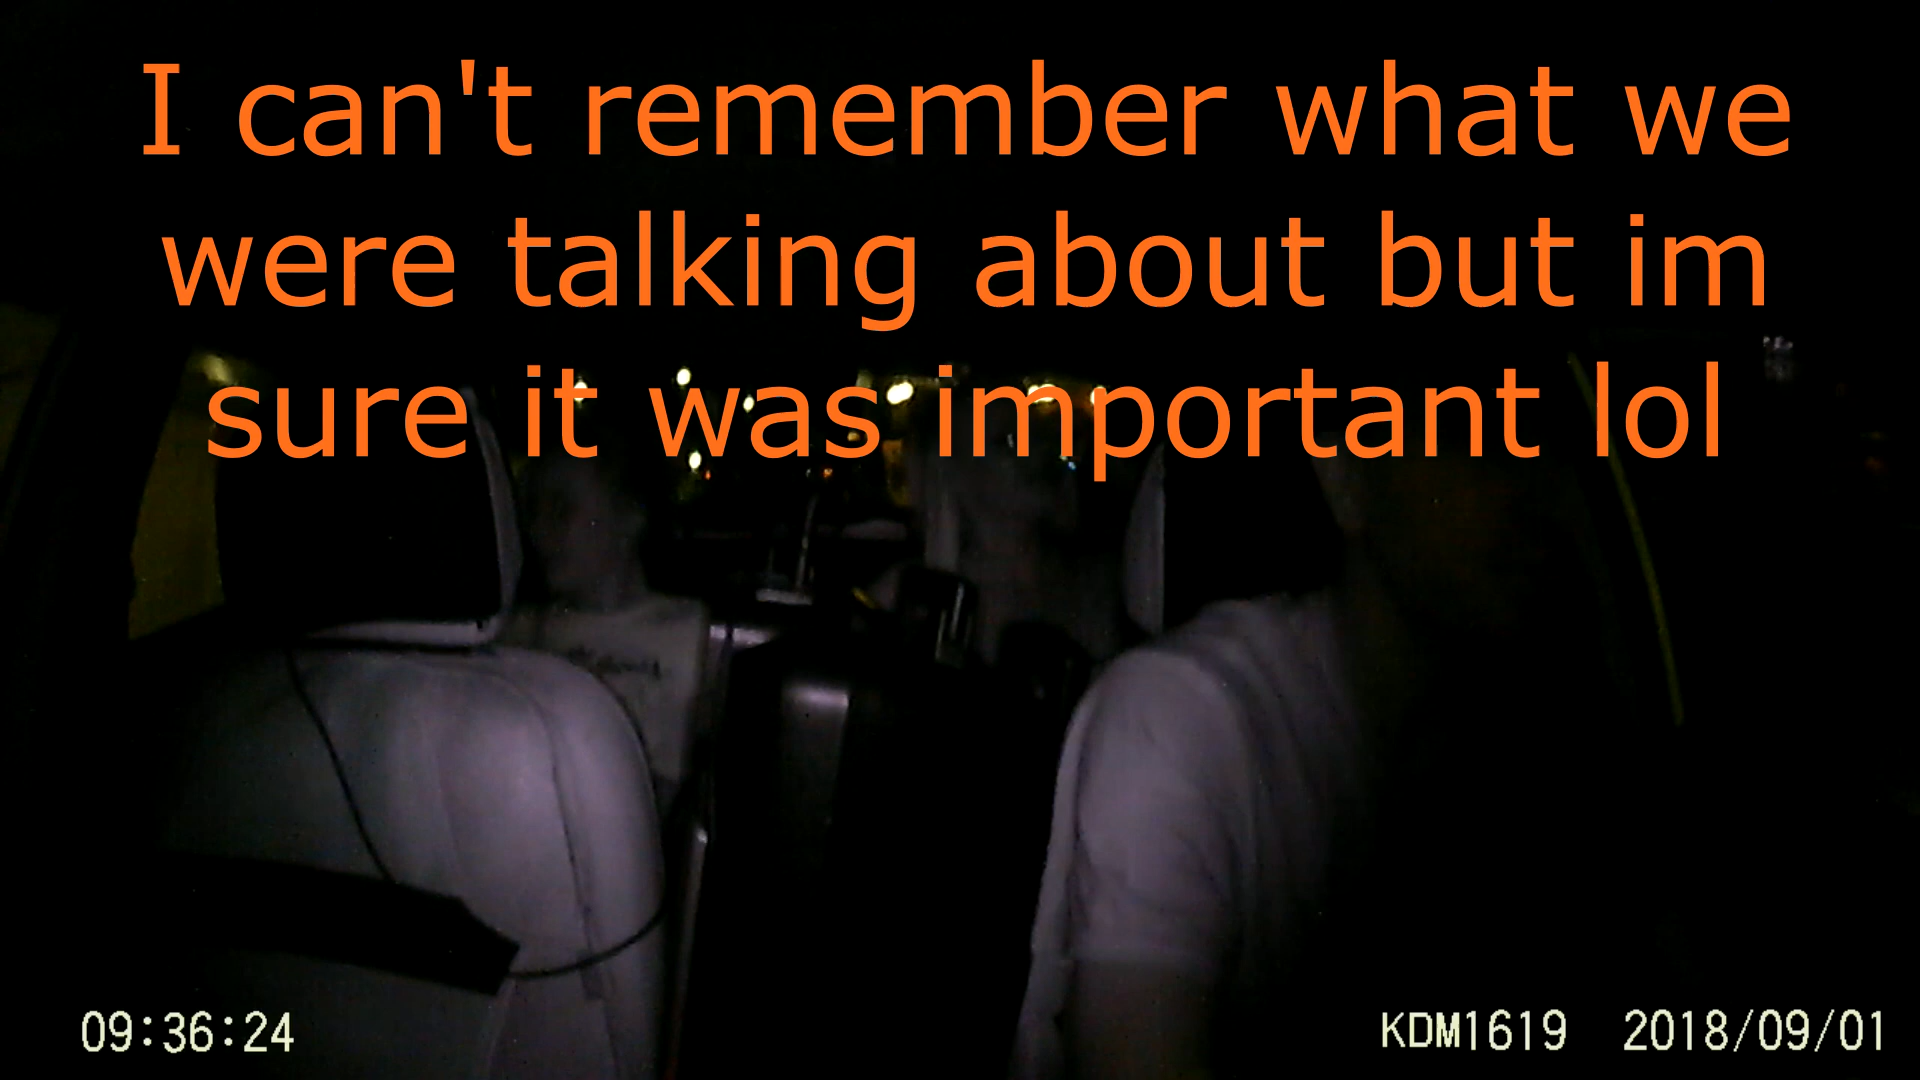 I can't remember what we
were talking about but im
sure it was important lol
09:36:24
KDM1619 2018/09/01